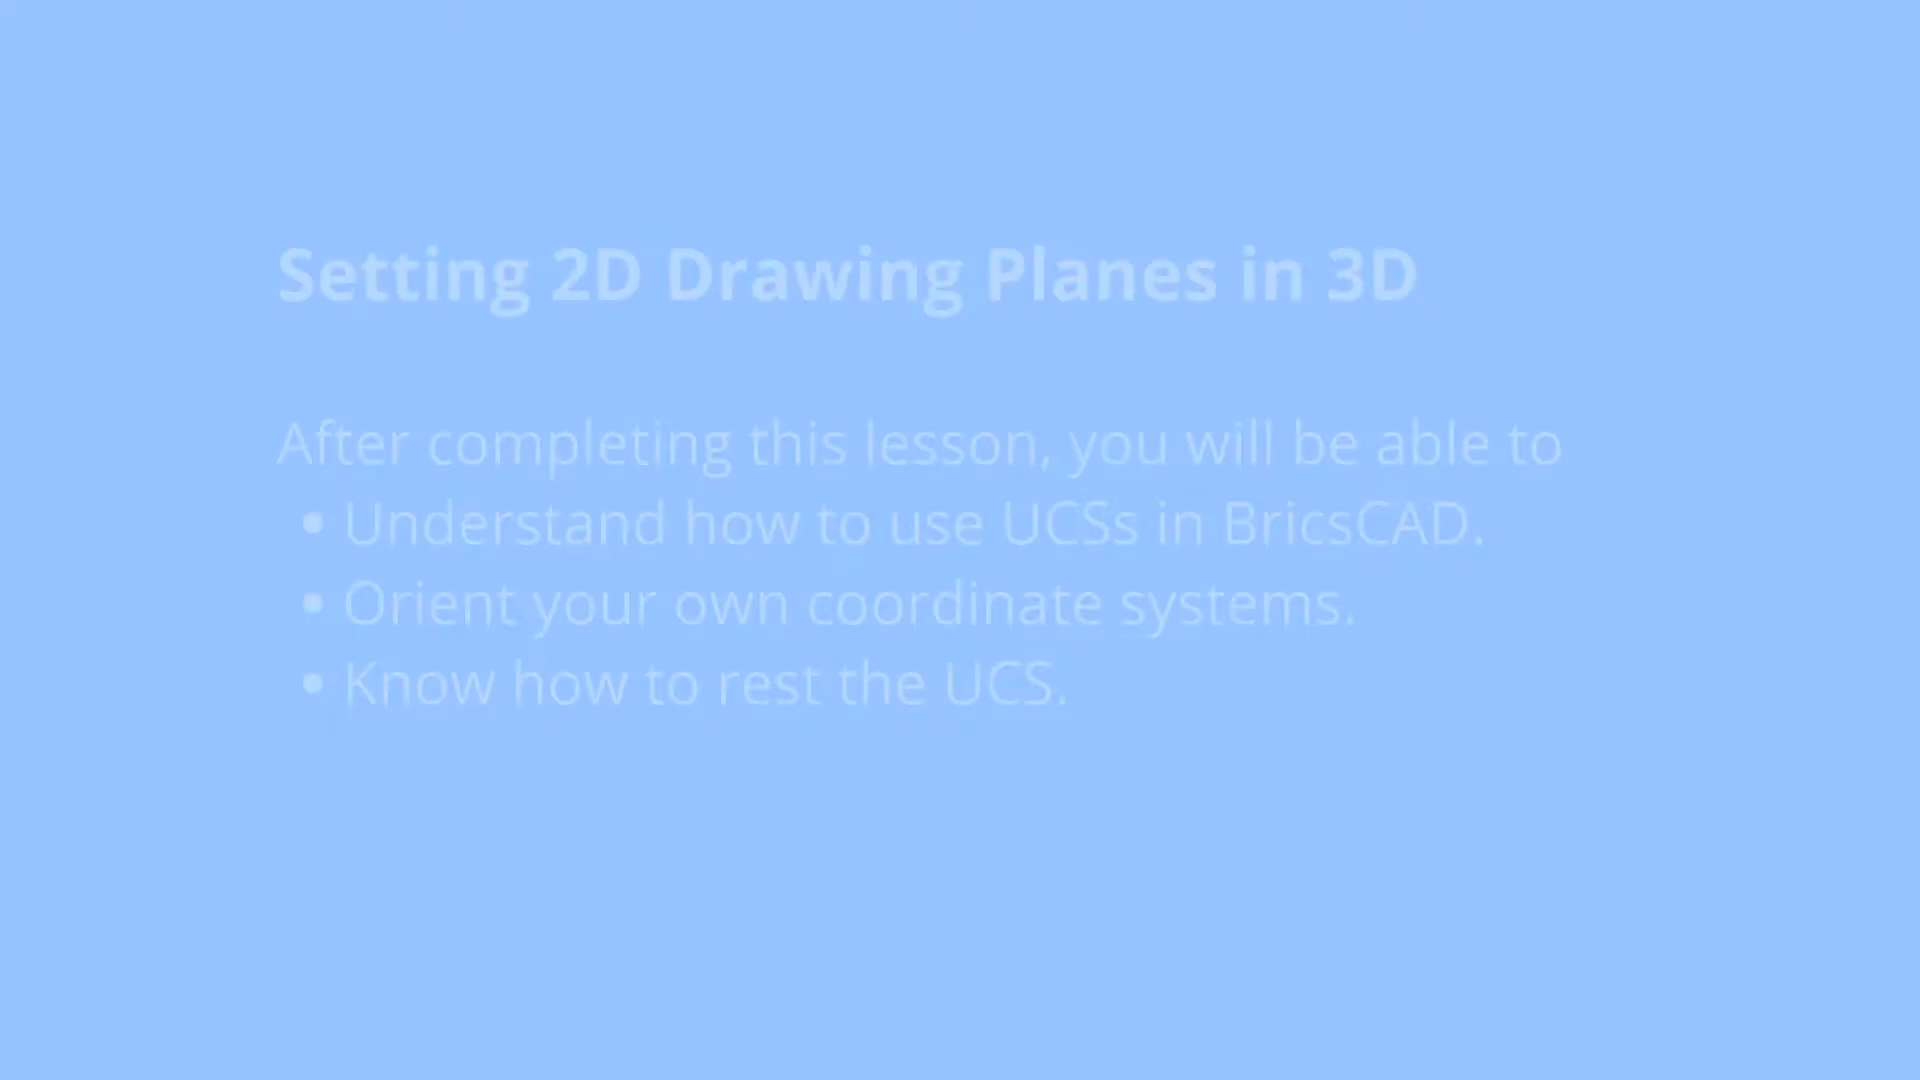 Setting 2D Drawing Planes in 3D
After completing this lesson, you will be able to
• Understand how to use UCSs in BricsCAD.
• Orient your own coordinate systems.
• Know how to rest the UCS.